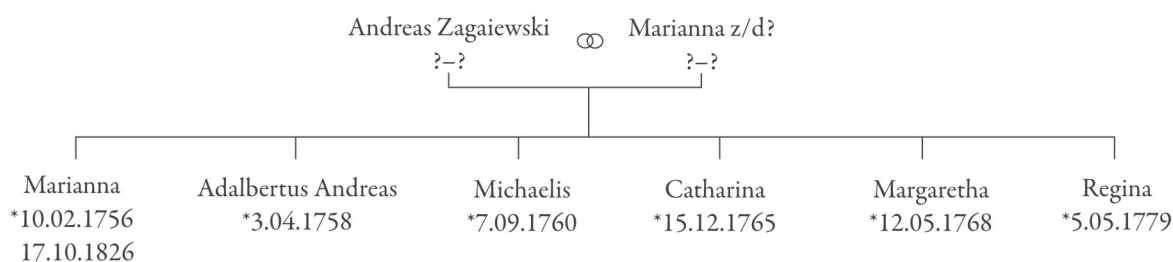 Andreas Zagaiewski Marianna z/d?
?–? ?–?
Marianna Adalbertus Andreas Michaelis Catharina Margaretha Regina
*10.02.1756 *3.04.1758 *7.09.1760 *15.12.1765 *12.05.1768 *5.05.1779
17.10.1826